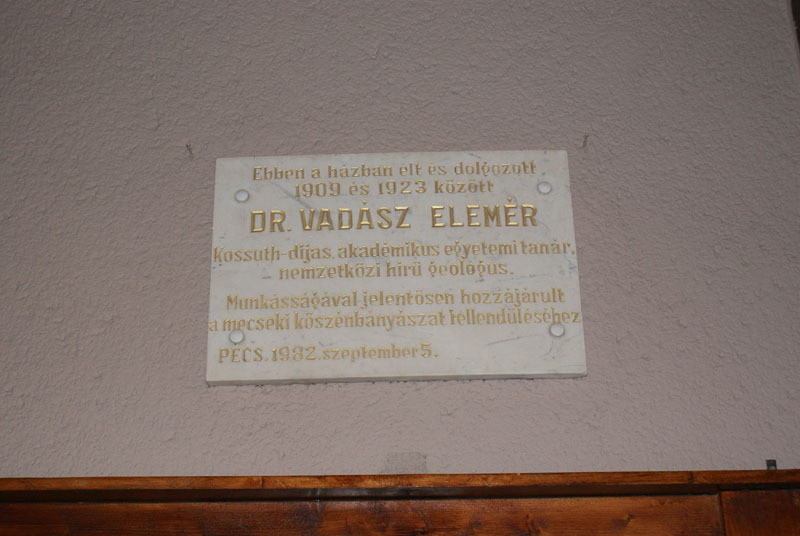 Ebben a házban élt és dolgozott
1909 és 1923 között
DR. VADÁSZ ELEMÉR
Kossuth-díjas, akadémikus egyetemi tanár,
nemzetközi hírű geológus.
Munkásságával jelentősen hozzájárult
a mecseki kőszénbányászat fellendüléséhez
PÉCS, 1982. szeptember 5.